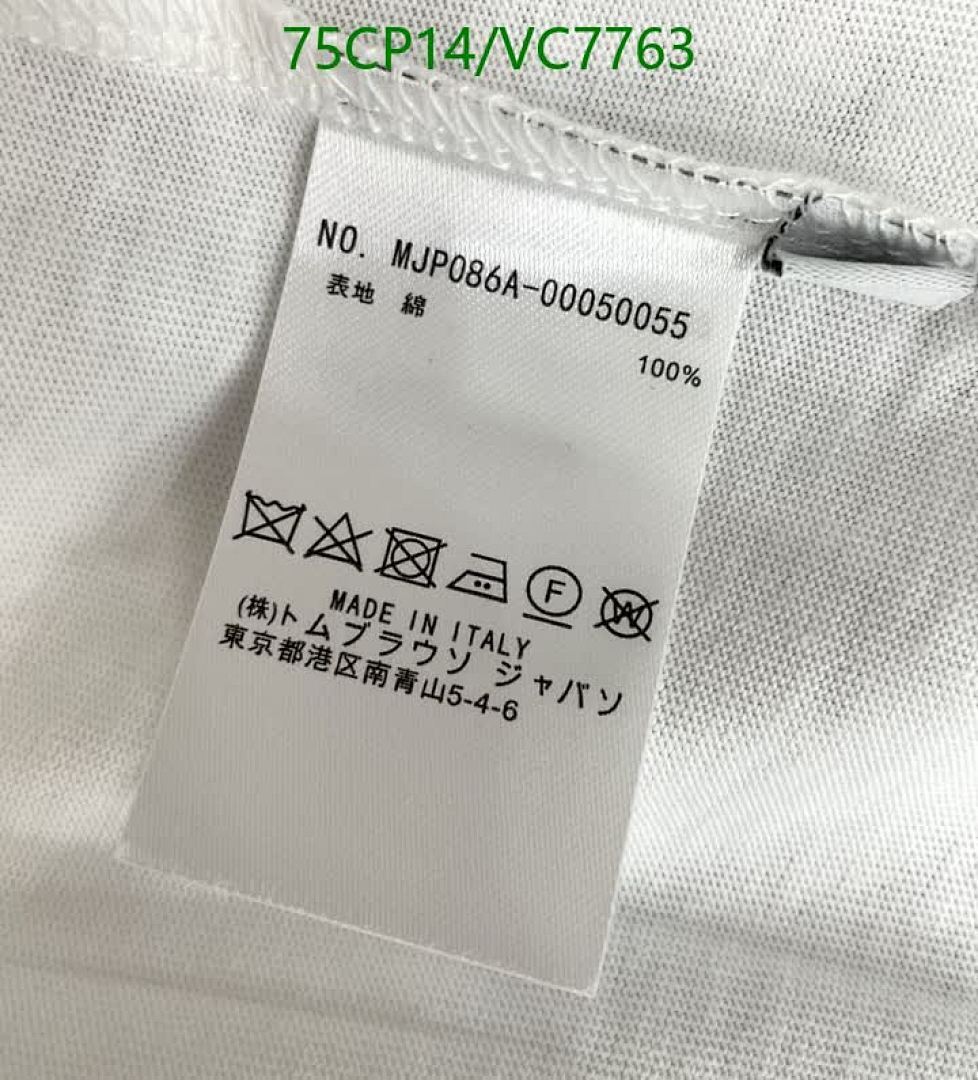 75CP14/VC7763
NO. MJP086A-00050055
表地 綿
100%
F
W
MADE IN ITALY
(株)トムブラウソ ジャバソ
東京都港区南青山5-4-6